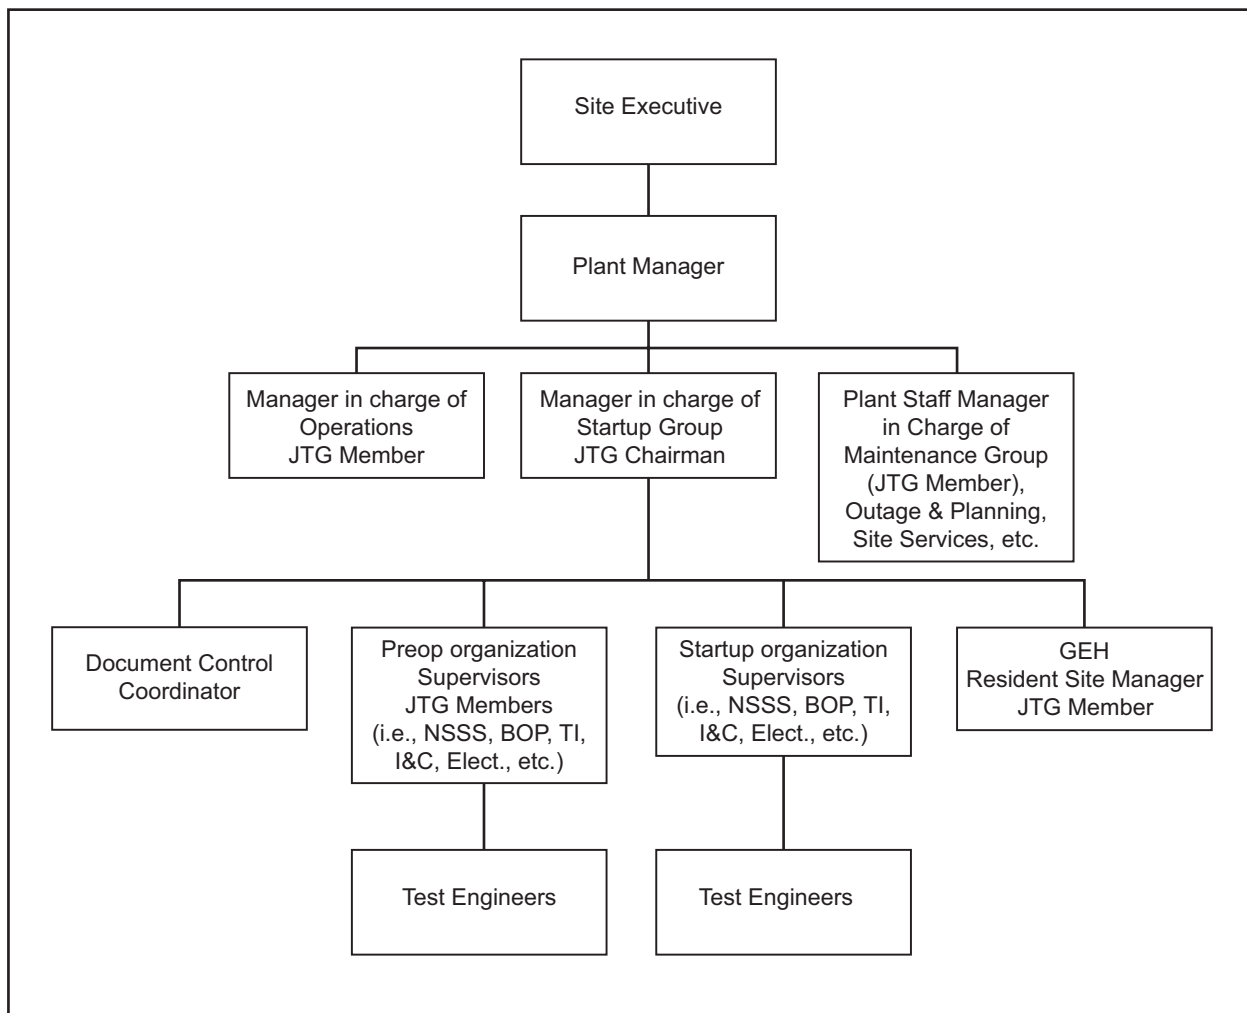 Site Executive
Plant Manager
Manager in charge of
Operations
JTG Member
Manager in charge of
Startup Group
JTG Chairman
Plant Staff Manager
in Charge of
Maintenance Group
(JTG Member),
Outage & Planning,
Site Services, etc.
Document Control
Coordinator
Preop organization
Supervisors
JTG Members
(i.e., NSSS, BOP, TI,
I&C, Elect., etc.)
Startup organization
Supervisors
(i.e., NSSS, BOP, TI,
I&C, Elect., etc.)
GEH
Resident Site Manager
JTG Member
Test Engineers
Test Engineers